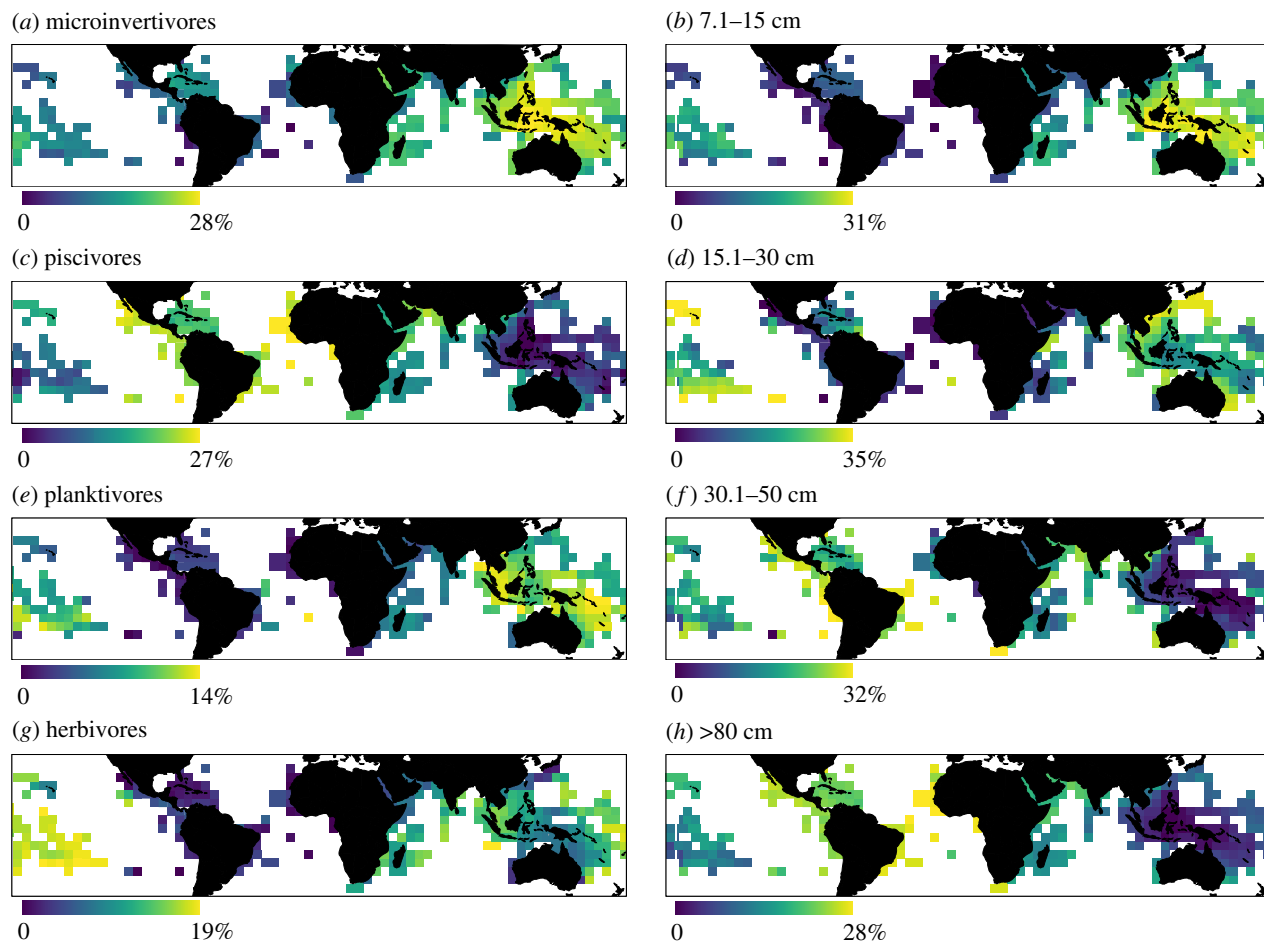 (a) microinvertivores
(b) 7.1–15 cm
0 28%
0 31%
(c) piscivores
(d) 15.1–30 cm
0 27%
0 35%
(e) planktivores
(f) 30.1–50 cm
0 14%
0 32%
(g) herbivores
(h) >80 cm
0 19%
0 28%